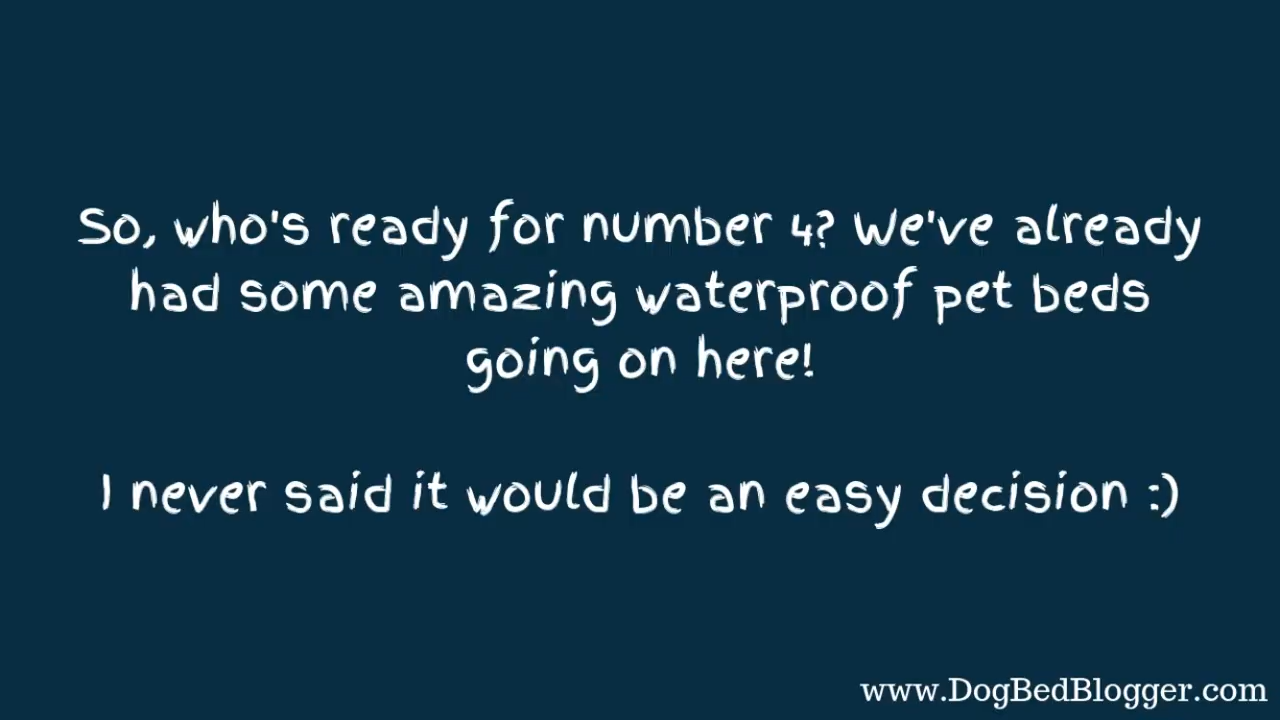 So, who's ready for number 4? We've already
had some amazing waterproof pet beds
going on here!
I never said it would be an easy decision :)
www.DogBedBlogger.com